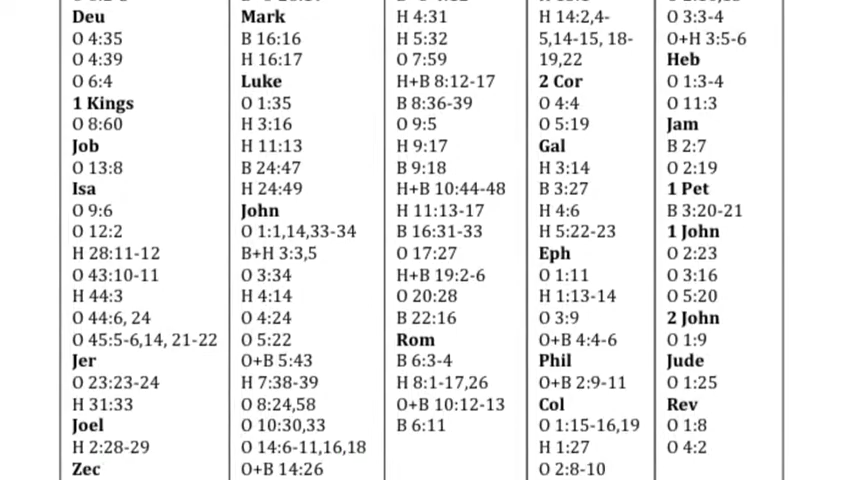 Deu
O 4:35
O 4:39
O 6:4
1 Kings
O 8:60
Job
O 13:8
Isa
O 9:6
O 12:2
H 28:11-12
O 43:10-11
H 44:3
O 44:6, 24
O 45:5-6,14, 21-22
Jer
O 23:23-24
H 31:33
Joel
H 2:28-29
Zec
Mark
B 16:16
H 16:17
Luke
O 1:35
H 3:16
H 11:13
B 24:47
H 24:49
John
O 1:1,14,33-34
B+H 3:3,5
O 3:34
H 4:14
O 4:24
O 5:22
O+B 5:43
H 7:38-39
O 8:24,58
O 10:30,33
O 14:6-11,16,18
O+B 14:26
H 4:31
H 5:32
O 7:59
H+B 8:12-17
B 8:36-39
O 9:5
H 9:17
B 9:18
H+B 10:44-48
H 11:13-17
B 16:31-33
O 17:27
H+B 19:2-6
O 20:28
B 22:16
Rom
B 6:3-4
H 8:1-17,26
O+B 10:12-13
B 6:11
H 14:2,4-
5,14-15, 18-
19,22
2 Cor
O 4:4
O 5:19
Gal
H 3:14
B 3:27
H 4:6
H 5:22-23
Eph
O 1:11
H 1:13-14
O 3:9
O+B 4:4-6
Phil
O+B 2:9-11
Col
O 1:15-16,19
H 1:27
O 2:8-10
O 3:3-4
O+H 3:5-6
Heb
O 1:3-4
O 11:3
Jam
B 2:7
O 2:19
1 Pet
B 3:20-21
1 John
O 2:23
O 3:16
O 5:20
2 John
O 1:9
Jude
O 1:25
Rev
O 1:8
O 4:2